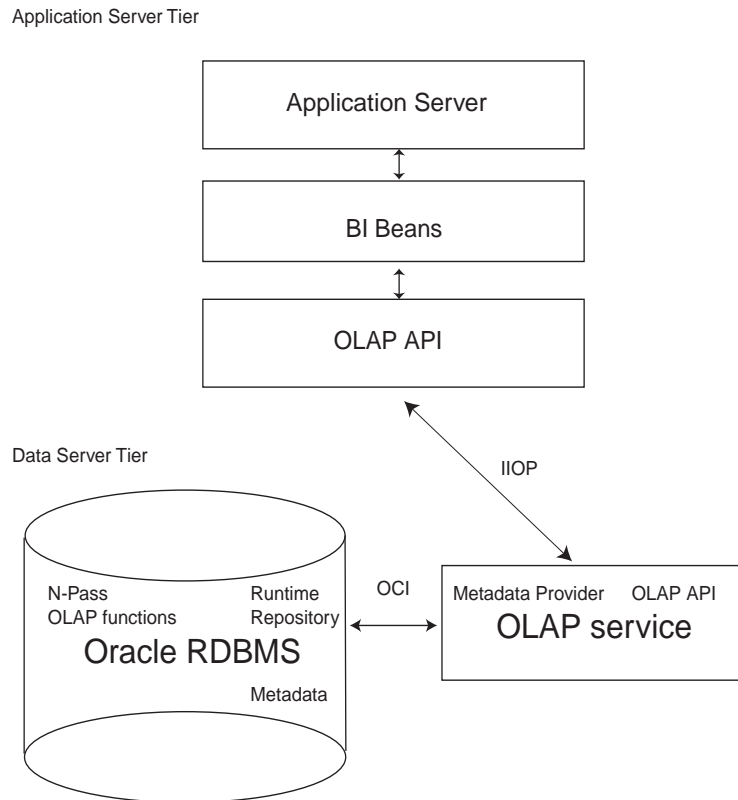 Application Server Tier
Application Server
BI Beans
OLAP API
IIOP
Data Server Tier
N-Pass
OLAP functions
Runtime
Repository
Oracle RDBMS
Metadata
OCI
Metadata Provider
OLAP API
OLAP service